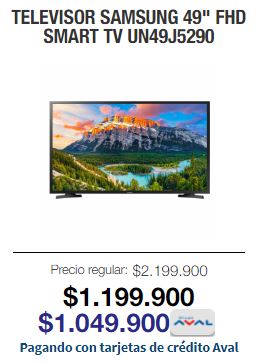 TELEVISOR SAMSUNG 49" FHD
SMART TV UN49J5290
Precio regular: $2.199.900
$1.199.900
$1.049.900 AVAL
Pagando con tarjetas de crédito Aval